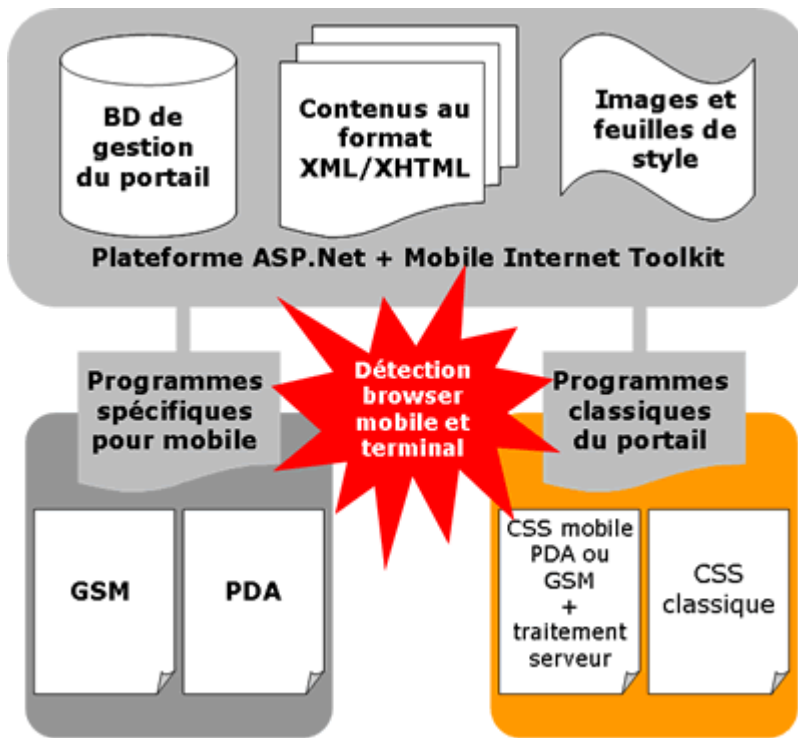 BD de
gestion
du portail
Contenus au
format
XML/XHTML
Images et
feuilles de
style
Plateforme ASP.Net + Mobile Internet Toolkit
Programmes
spécifiques
pour mobile
Détection
browser
mobile et
terminal
Programmes
classiques
du portail
GSM
PDA
CSS mobile
PDA ou
GSM
+
traitement
serveur
CSS
classique